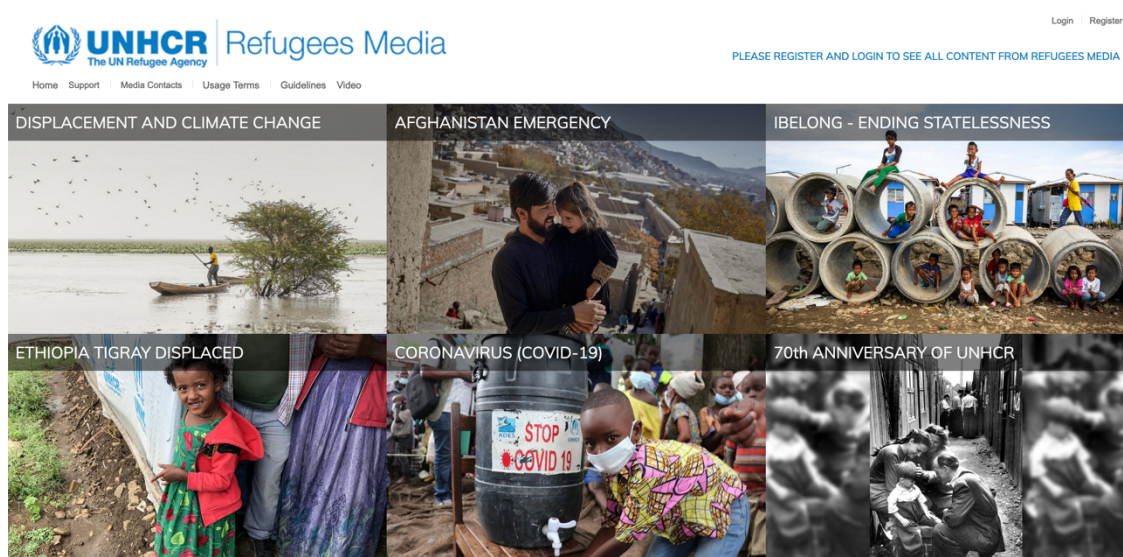 Login Register
UNHCR Refugees Media
The UN Refugee Agency
PLEASE REGISTER AND LOGIN TO SEE ALL CONTENT FROM REFUGEES MEDIA
Home Support Media Contacts Usage Terms Guidelines Video
DISPLACEMENT AND CLIMATE CHANGE
AFGHANISTAN EMERGENCY
IBELONG - ENDING STATELESSNESS
ETHIOPIA TIGRAY DISPLACED
CORONAVIRUS (COVID-19)
70th ANNIVERSARY OF UNHCR
UNHCR
ADES
STOP
COVID 19